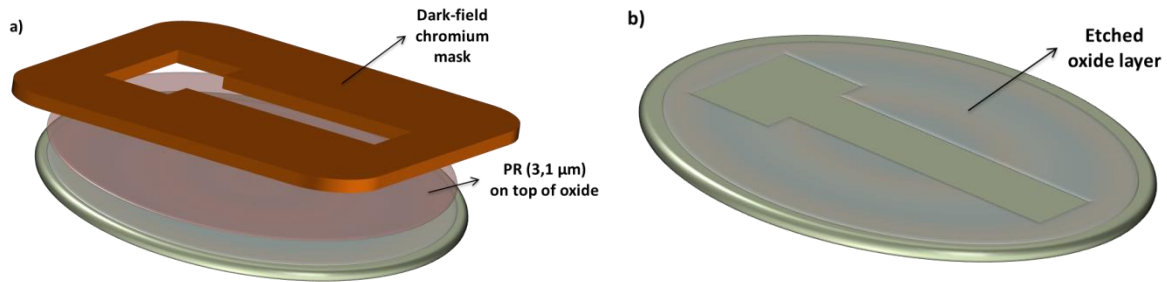 a)
Dark-field
chromium
mask
PR (3,1 µm)
on top of oxide
b)
Etched
oxide layer